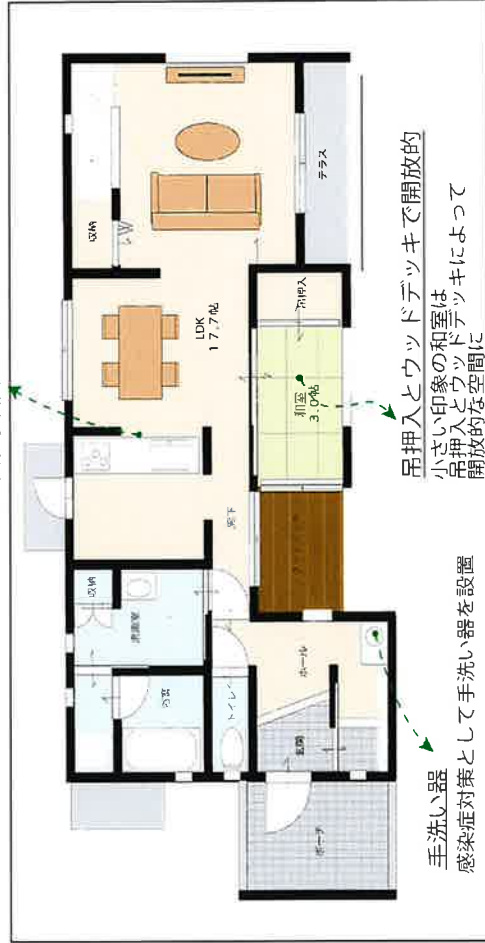 収納
LDK
17.7帖
テラス
吊押入
和室
3.0帖
収納
洗面室
廊下
浴室
トイレ
ホール
玄関
ポーチ
吊押入とウッドデッキで開放的
小さい印象の和室は
吊押入とウッドデッキによって
開放的な空間に
手洗い器
感染症対策として手洗い器を設置